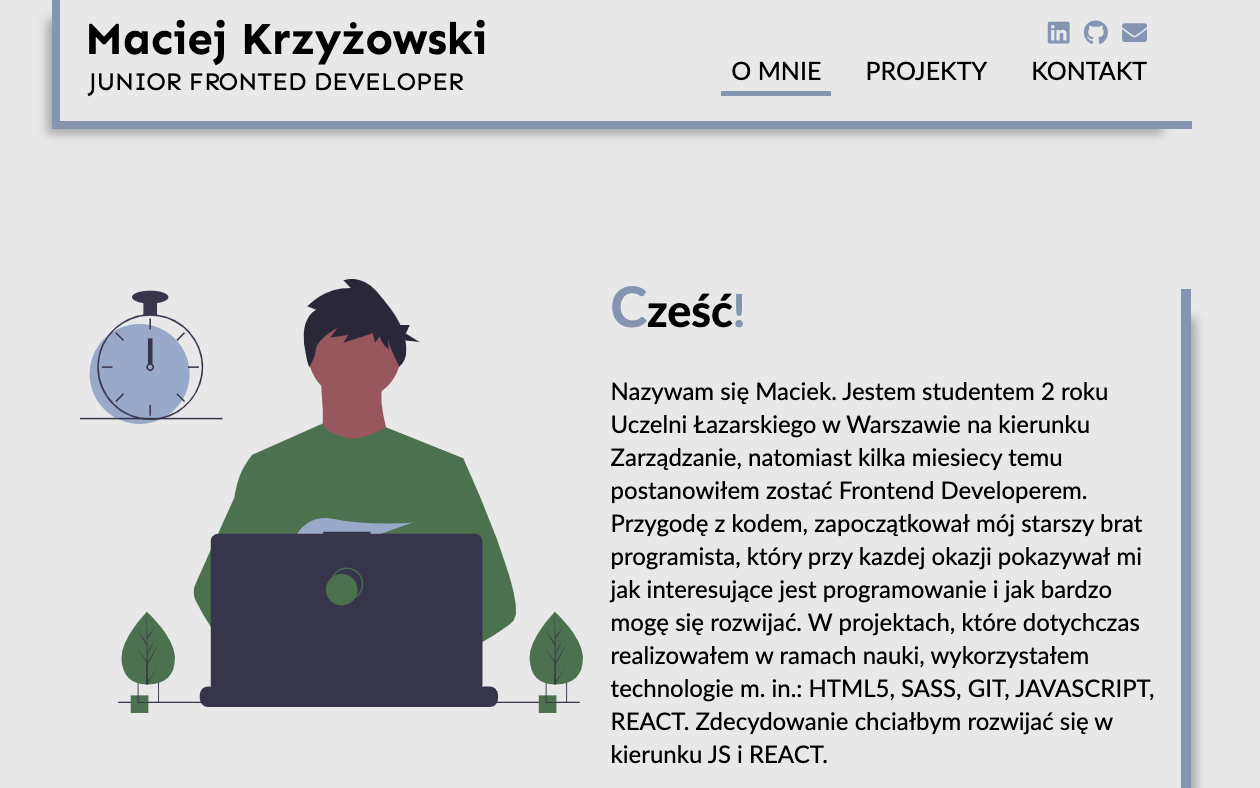 Maciej Krzyżowski
JUNIOR FRONTED DEVELOPER
O MNIE PROJEKTY KONTAKT
Cześć!
Nazywam się Maciek. Jestem studentem 2 roku
Uczelni Łazarskiego w Warszawie na kierunku
Zarządzanie, natomiast kilka miesiecy temu
postanowiłem zostać Frontend Developerem.
Przygodę z kodem, zapoczątkował mój starszy brat
programista, który przy kazdej okazji pokazywał mi
jak interesujące jest programowanie i jak bardzo
mogę się rozwijać. W projektach, które dotychczas
realizowałem w ramach nauki, wykorzystałem
technologie m. in.: HTML5, SASS, GIT, JAVASCRIPT,
REACT. Zdecydowanie chciałbym rozwijać się w
kierunku JS i REACT.